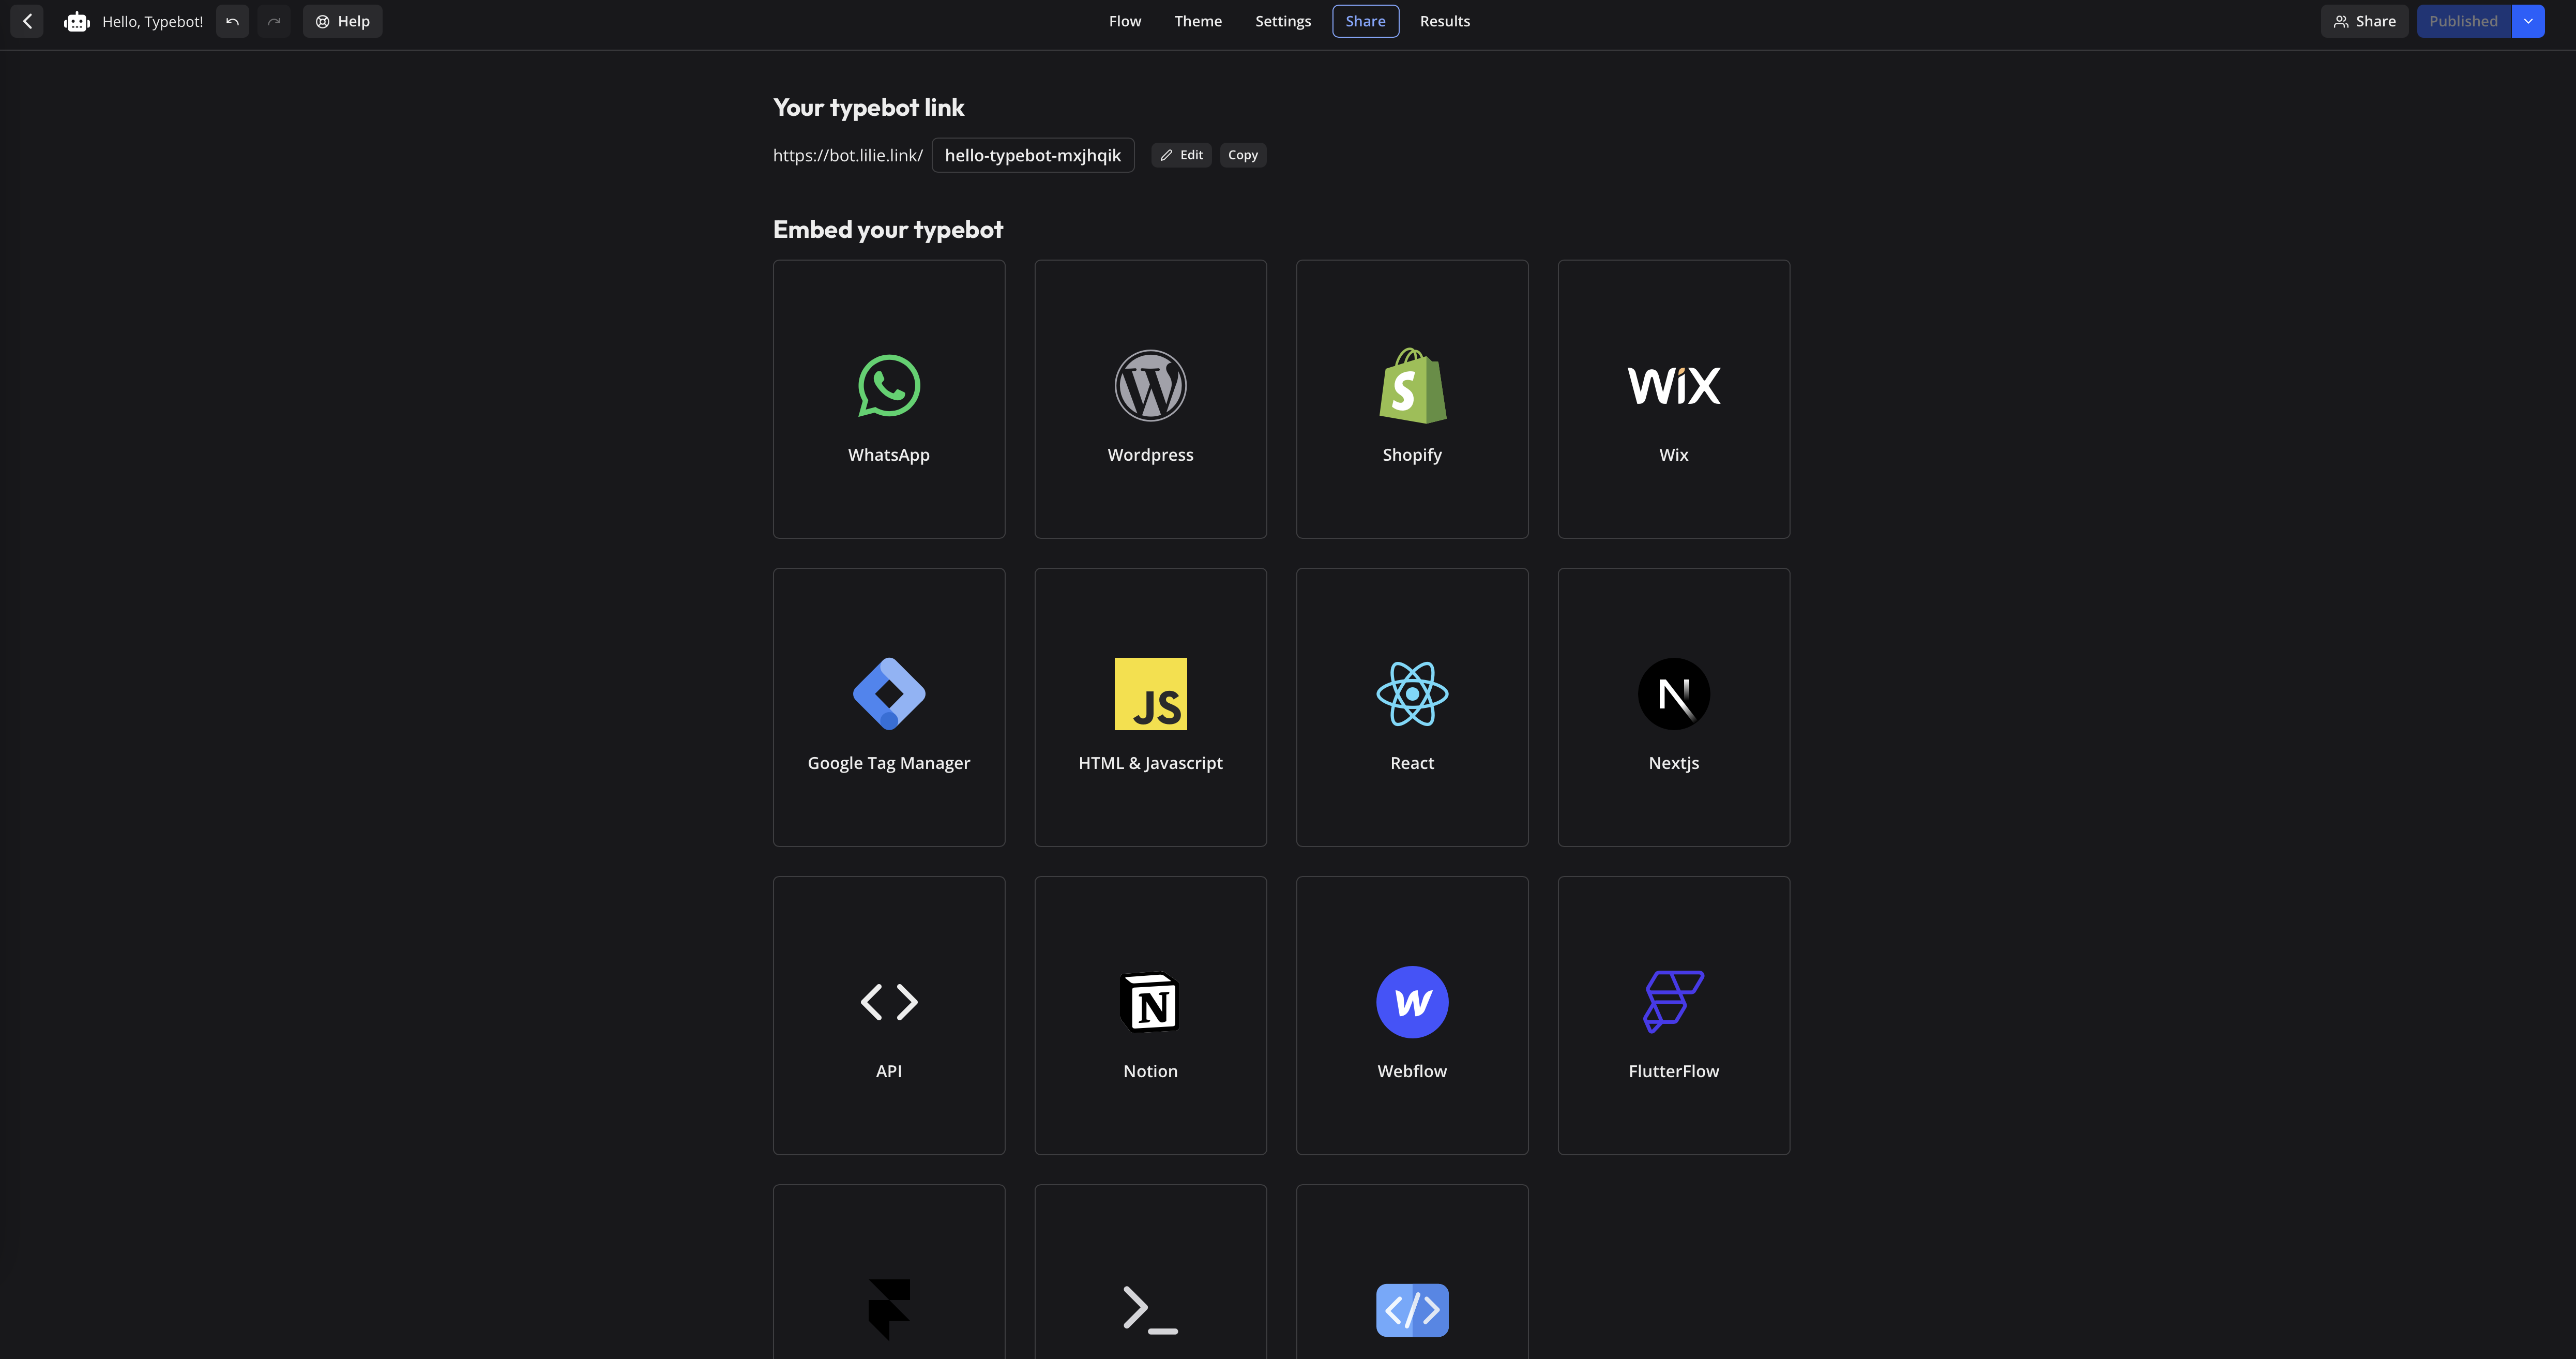 Hello, Typebot! Help Flow Theme Settings Share Results Share Published
Your typebot link
https://bot.lilie.link/ hello-typebot-mxjhqik Edit Copy
Embed your typebot
WiX
WhatsApp Wordpress Shopify Wix
JS
Google Tag Manager HTML & Javascript React Nextjs
API Notion Webflow FlutterFlow